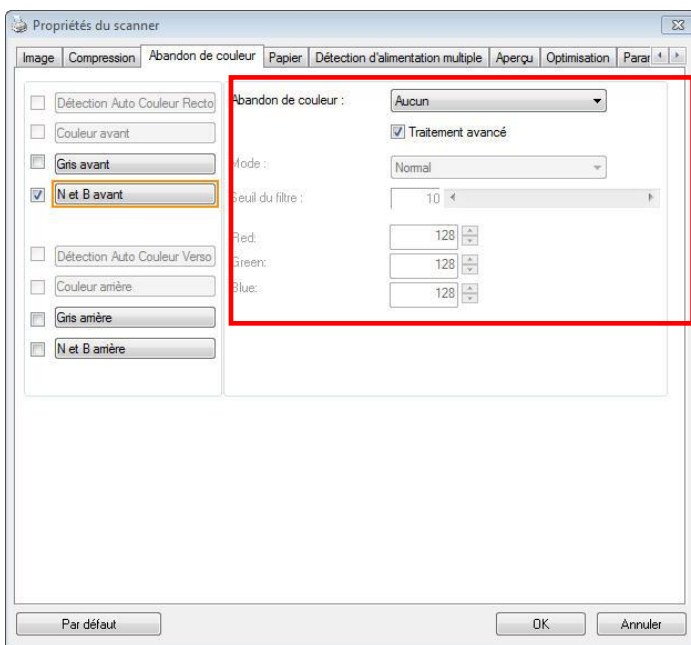 Propriétés du scanner
Image Compression Abandon de couleur Papier Détection d'alimentation multiple Aperçu Optimisation Parar
Détection Auto Couleur Recto
Couleur avant
Gris avant
N et B avant
Détection Auto Couleur Verso
Couleur arrière
Gris arrière
N et B arrière
Abandon de couleur : Aucun
Traitement avancé
Mode : Normal
Seuil du filtre : 10
Red: 128
Green: 128
Blue: 128
Par défaut OK Annuler